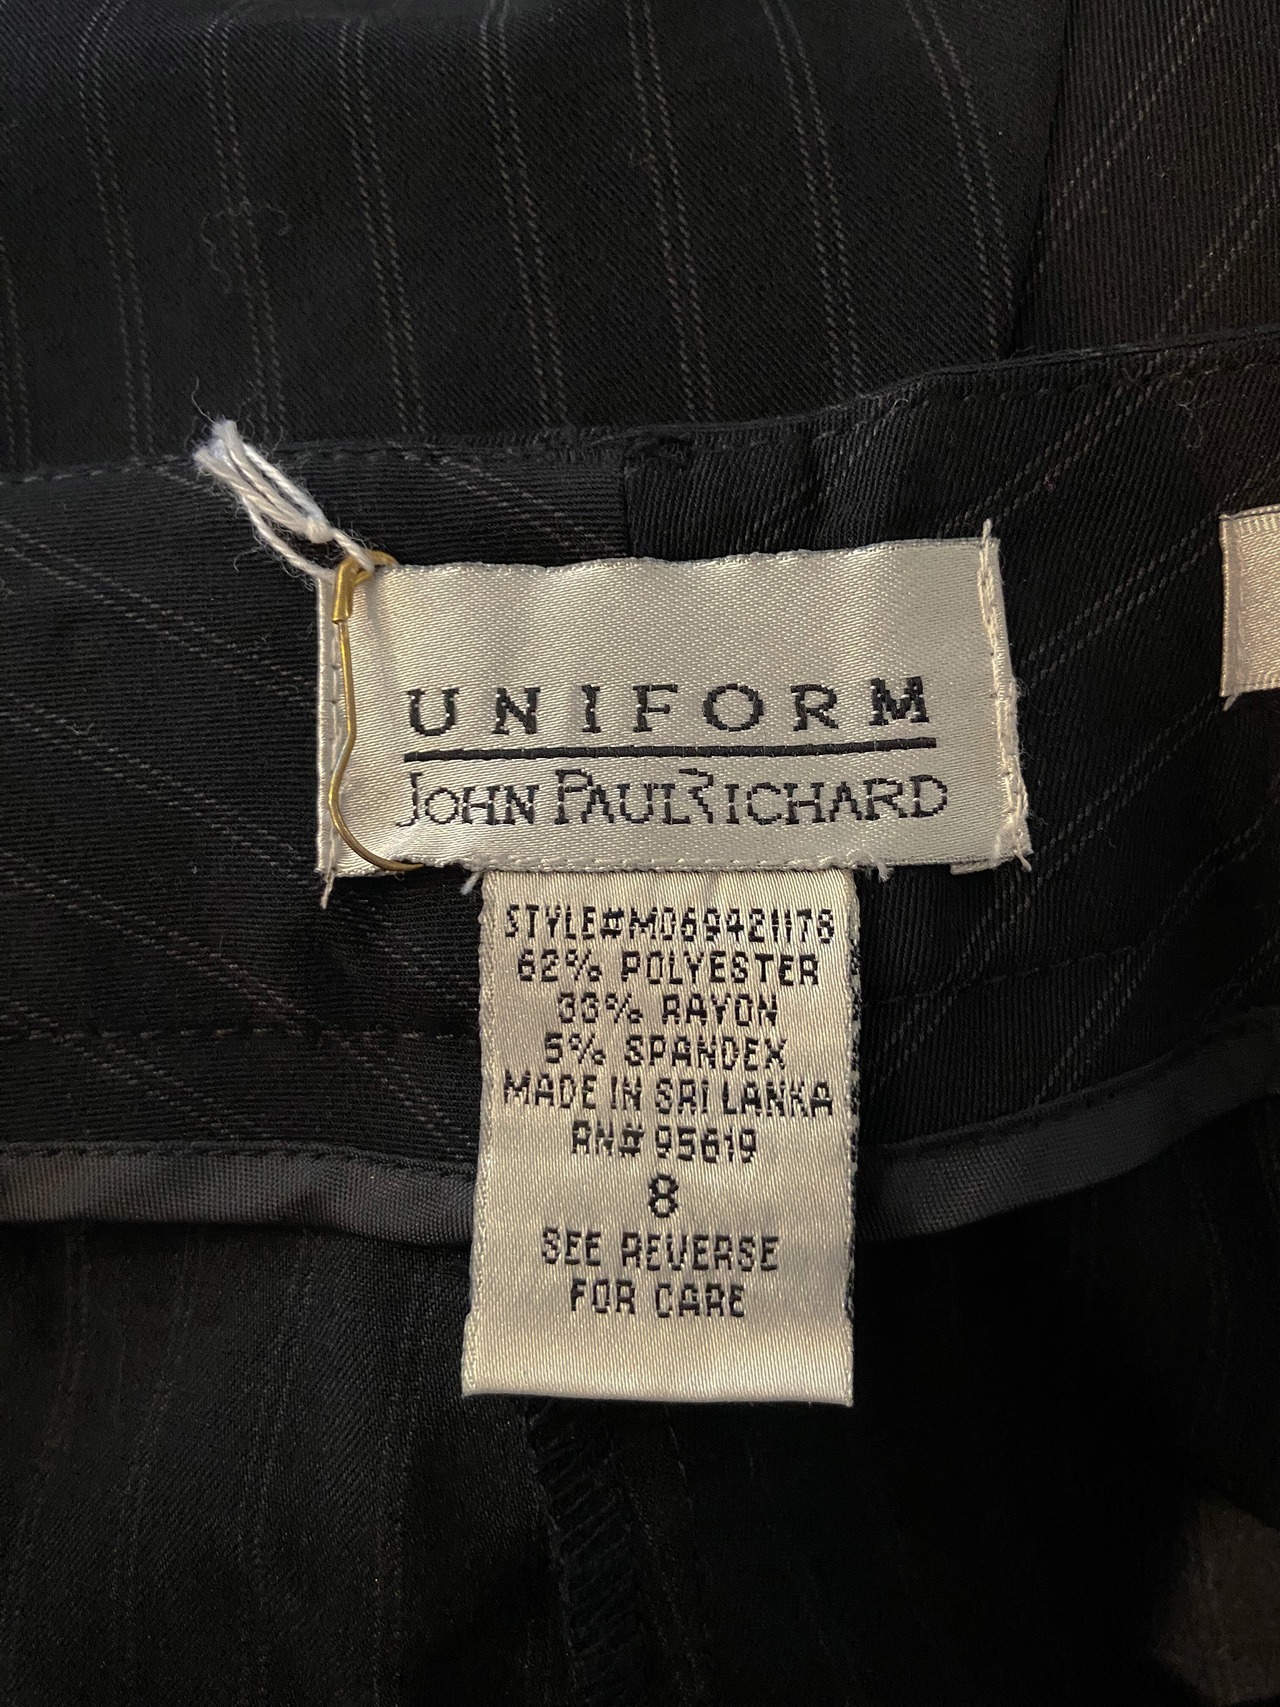 UNIFORM
JOHN PAUL RICHARD
STYLE#M069421178
62% POLYESTER
33% RAYON
5% SPANDEX
MADE IN SRI LANKA
RN# 95619
8
SEE REVERSE
FOR CARE